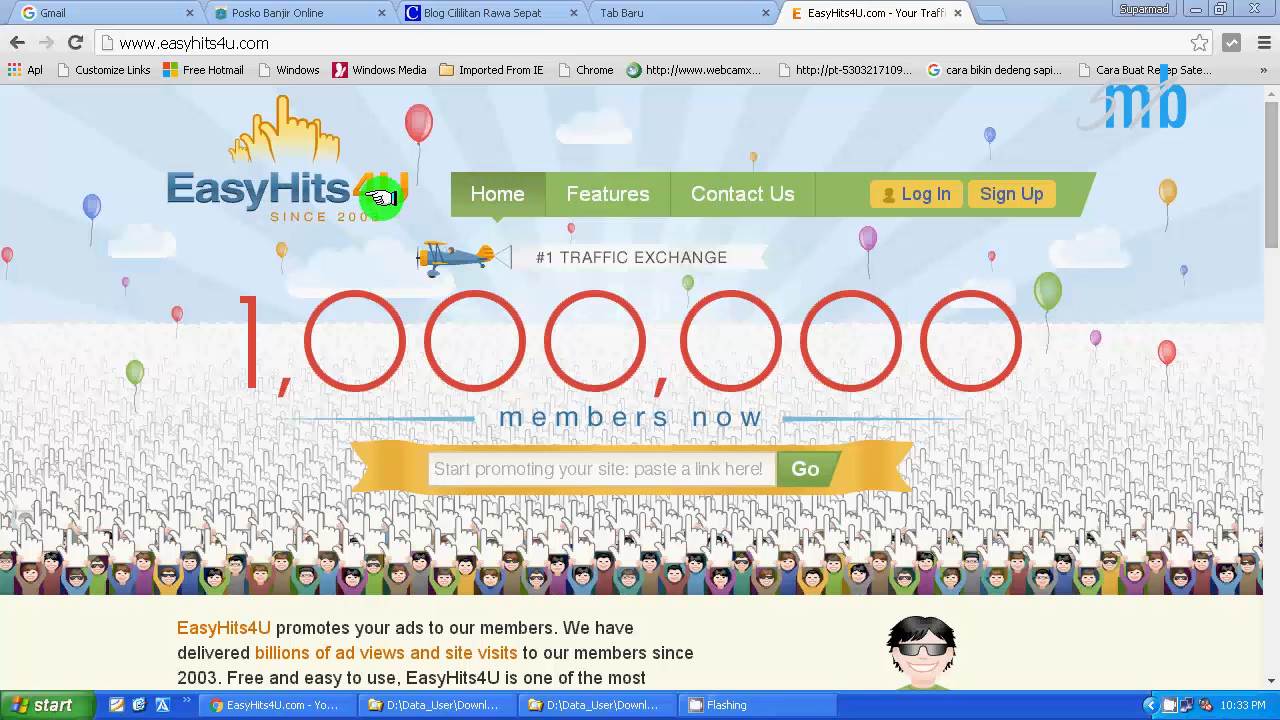 Gmail
Posko Banjir Online
Blog Cililitan Rawa Sepat
Tab Baru
EasyHits4U.com - Your Traffi
Suparmad
www.easyhits4u.com
Apl
Customize Links
Free Hotmail
Windows
Windows Media
Imported From IE
Chrome
http://www.webcamx...
http://pt-5303217109...
cara bikin dedeng sapi...
Cara Buat Resep Sate...
»
mb
EasyHits4U
SINCE 2003
Home
Features
Contact Us
Log In
Sign Up
#1 TRAFFIC EXCHANGE
1,000,000
members now
Start promoting your site: paste a link here!
Go
EasyHits4U promotes your ads to our members. We have
delivered billions of ad views and site visits to our members since
2003. Free and easy to use, EasyHits4U is one of the most
start
EasyHits4U.com - Yo...
D:\Data_User\Downl...
D:\Data_User\Downl...
Flashing
10:33 PM